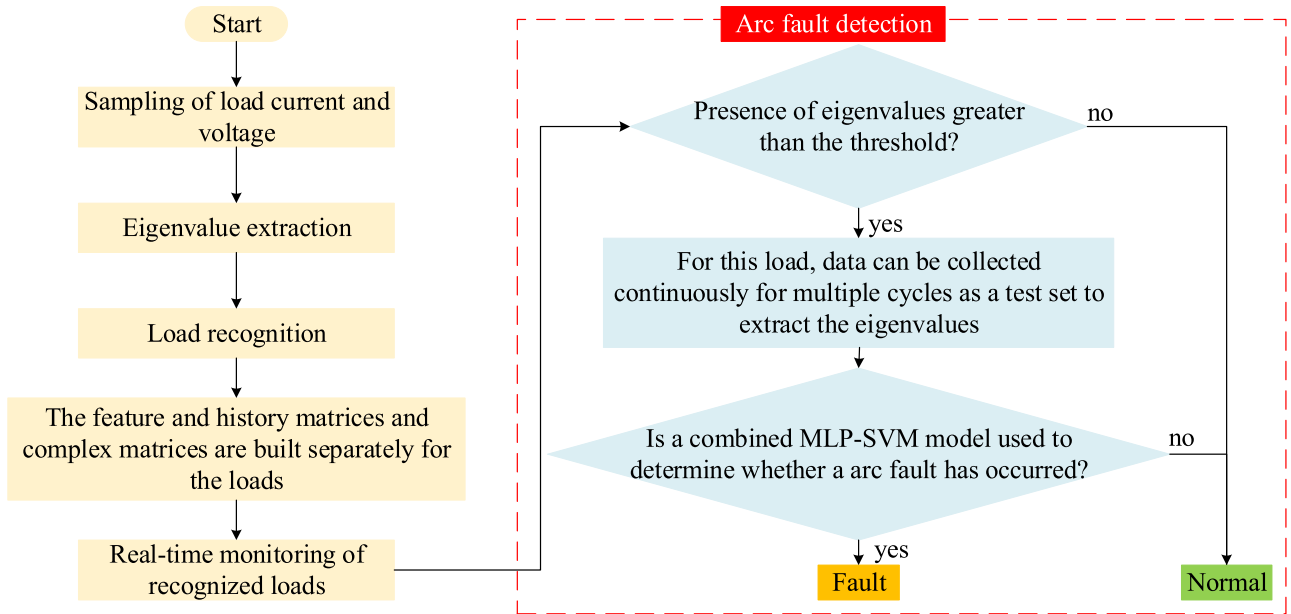 Start
Sampling of load current and
voltage
Eigenvalue extraction
Load recognition
The feature and history matrices and
complex matrices are built separately for
the loads
Real-time monitoring of
recognized loads
Arc fault detection
Presence of eigenvalues greater
than the threshold?
no
yes
For this load, data can be collected
continuously for multiple cycles as a test set to
extract the eigenvalues
Is a combined MLP-SVM model used to
determine whether a arc fault has occurred?
no
yes
Fault
Normal